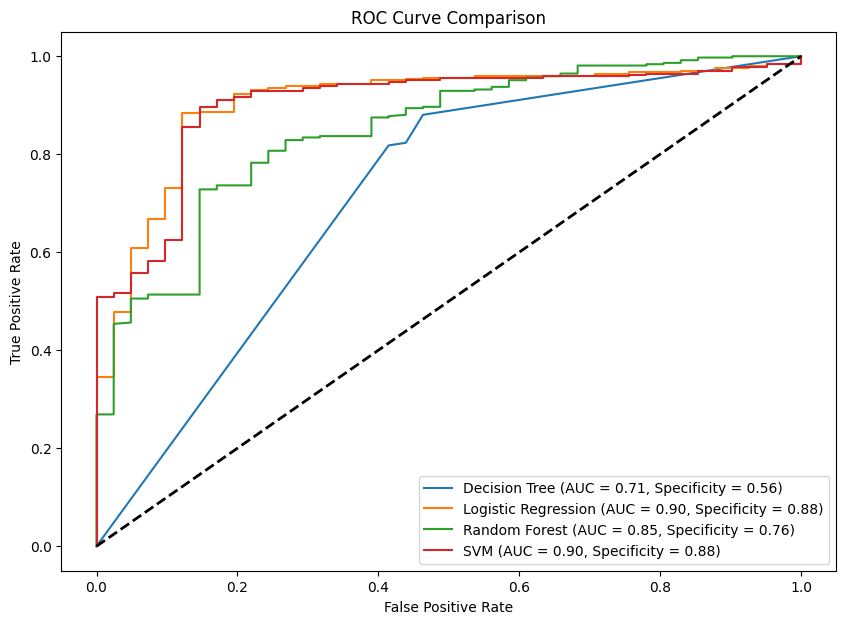 ROC Curve Comparison
True Positive Rate
1.0
0.8
0.6
0.4
0.2
0.0
Decision Tree (AUC = 0.71, Specificity = 0.56)
Logistic Regression (AUC = 0.90, Specificity = 0.88)
Random Forest (AUC = 0.85, Specificity = 0.76)
SVM (AUC = 0.90, Specificity = 0.88)
0.0 0.2 0.4 0.6 0.8 1.0
False Positive Rate